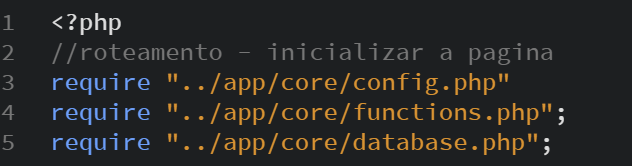 1 <?php
2 //roteamento – inicializar a pagina
3 require "../app/core/config.php"
4 require "../app/core/functions.php";
5 require "../app/core/database.php";